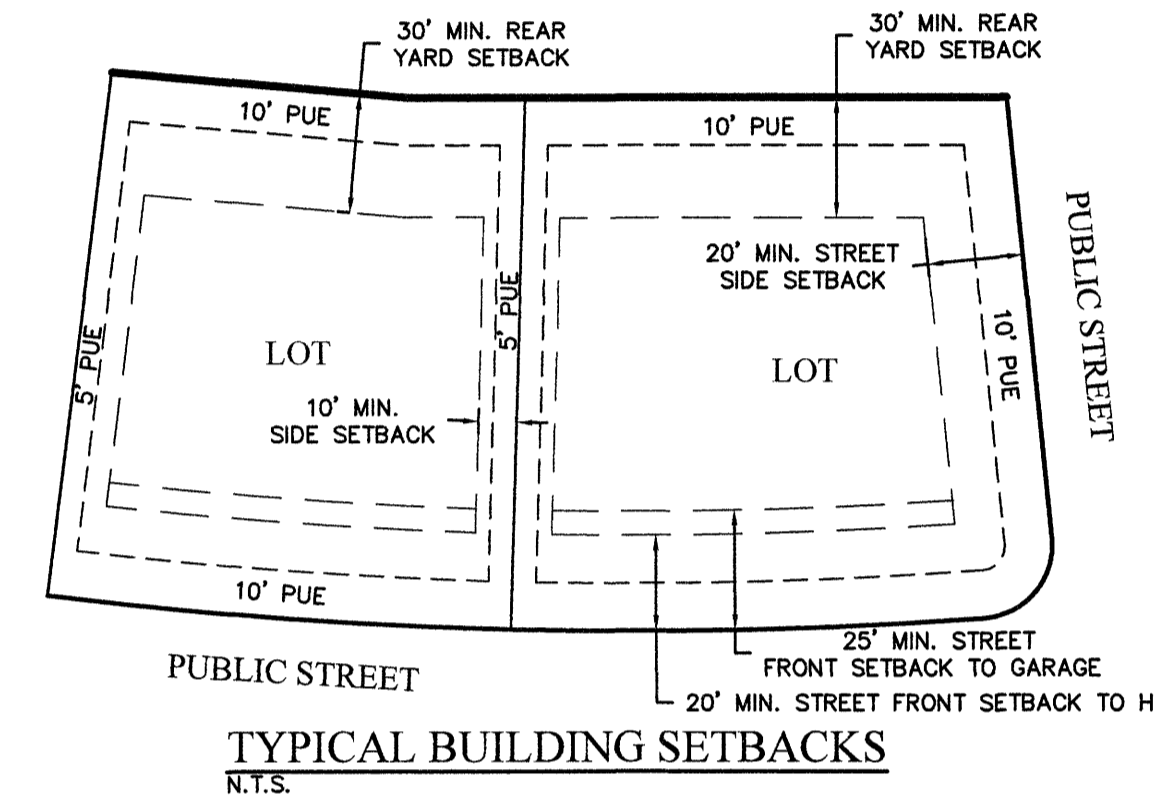 30' MIN. REAR
YARD SETBACK
30' MIN. REAR
YARD SETBACK
10' PUE
10' PUE
PUBLIC STREET
20' MIN. STREET
SIDE SETBACK
5' PUE
5' PUE
10' PUE
LOT
LOT
10' MIN.
SIDE SETBACK
10' PUE
25' MIN. STREET
FRONT SETBACK TO GARAGE
PUBLIC STREET
20' MIN. STREET FRONT SETBACK TO H
TYPICAL BUILDING SETBACKS
N.T.S.